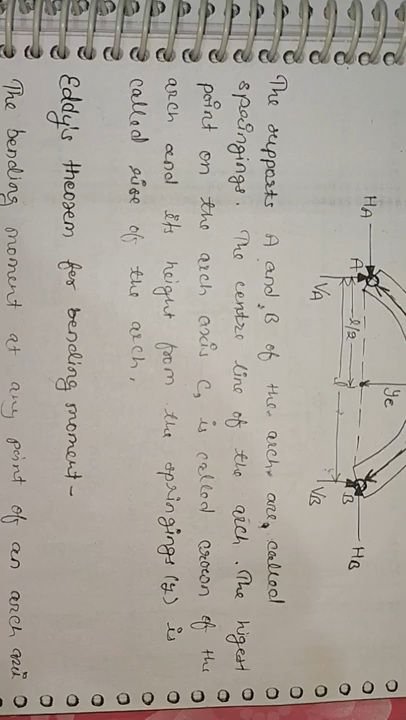 yc
HA
A
B
HB
l/2
VA
VB
The supports A and B of the arch are called
springings. The centre line of the arch. The higest
point on the arch axis C, is called crown of the
arch and its height from the springings (yc) is
called rise of the arch.
Eddy's theorem for bending moment-
The bending moment at any point of an arch